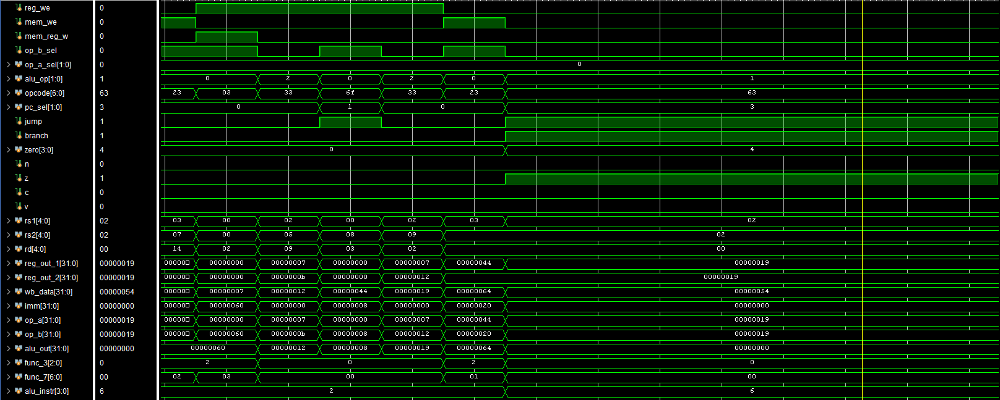 reg_we 0
mem_we 0
mem_reg_w 0
op_b_sel 0
op_a_sel[1:0] 0 0
alu_op[1:0] 1 0 2 0 2 0 1
opcode[6:0] 63 23 03 33 6f 33 23 63
pc_sel[1:0] 3 0 1 0 3
jump 1
branch 1
zero[3:0] 4 0 4
n 0
z 1
c 0
v 0
rs1[4:0] 02 03 00 02 00 02 03 02
rs2[4:0] 02 07 00 05 08 09 02
rd[4:0] 00 14 02 09 03 02 00
reg_out_1[31:0] 00000019 00000 00000000 00000007 00000000 00000007 00000044 00000019
reg_out_2[31:0] 00000019 00000 00000000 0000000b 00000000 00000012 00000019
wb_data[31:0] 00000054 00000 00000007 00000012 00000044 00000019 00000064 00000054
imm[31:0] 00000000 00000 00000060 00000000 00000008 00000000 00000020 00000000
op_a[31:0] 00000019 00000 00000000 00000007 00000000 00000007 00000044 00000019
op_b[31:0] 00000019 00000 00000060 0000000b 00000008 00000012 00000020 00000019
alu_out[31:0] 00000000 00000060 00000012 00000008 00000019 00000064 00000000
func_3[2:0] 0 2 0 2 0
func_7[6:0] 00 02 03 00 01 00
alu_instr[3:0] 6 2 6